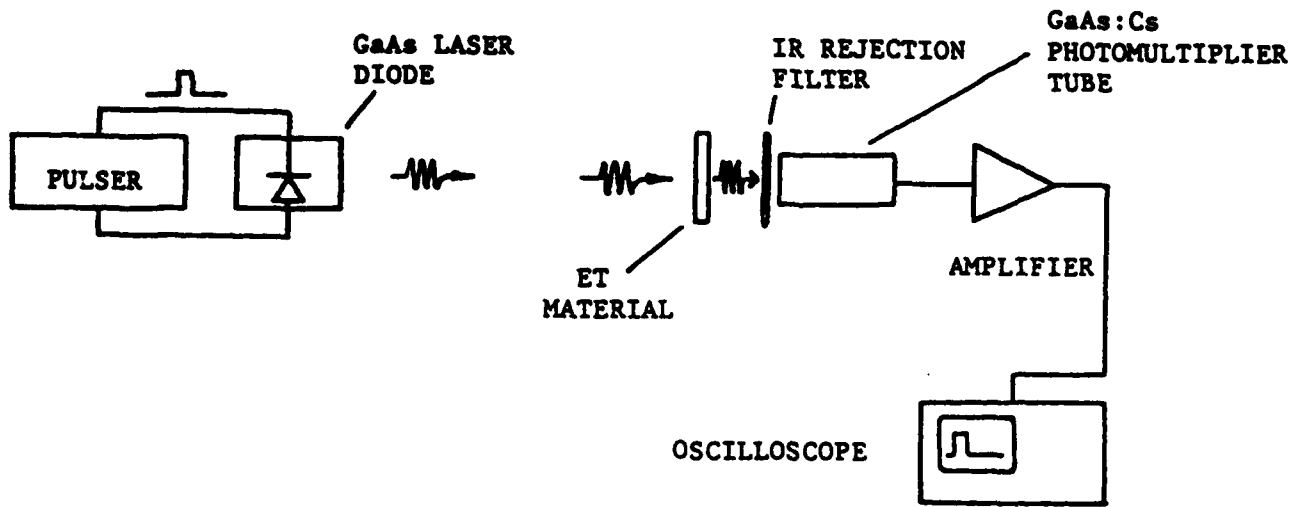 GaAs LASER
DIODE
PULSER
ET
MATERIAL
IR REJECTION
FILTER
GaAs:Cs
PHOTOMULTIPLIER
TUBE
AMPLIFIER
OSCILLOSCOPE